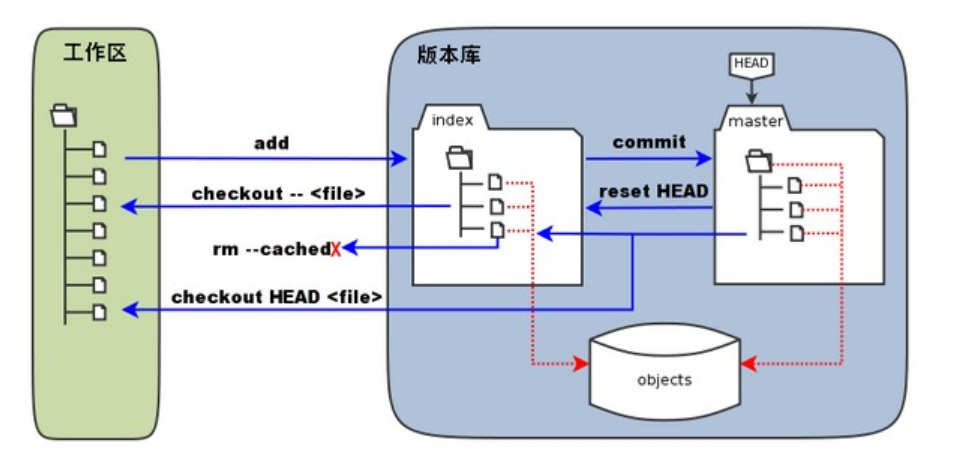 工作区
版本库
HEAD
index
master
add
commit
checkout -- <file>
reset HEAD
rm --cachedX
checkout HEAD <file>
objects